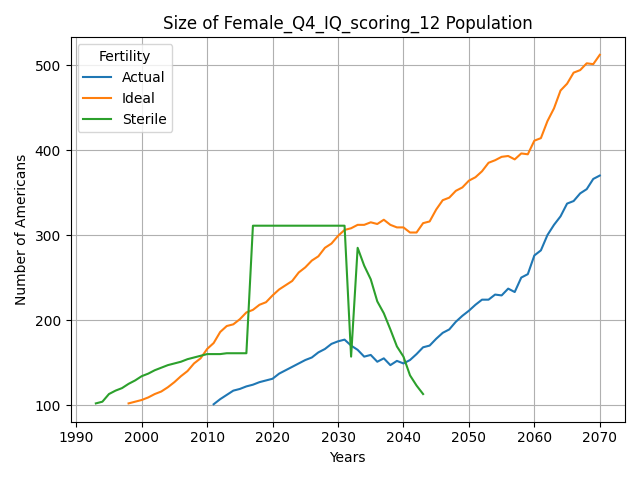 Size of Female_Q4_IQ_scoring_12 Population
Fertility
Actual
Ideal
Sterile
Number of Americans
500
400
300
200
100
1990
2000
2010
2020
2030
2040
2050
2060
2070
Years